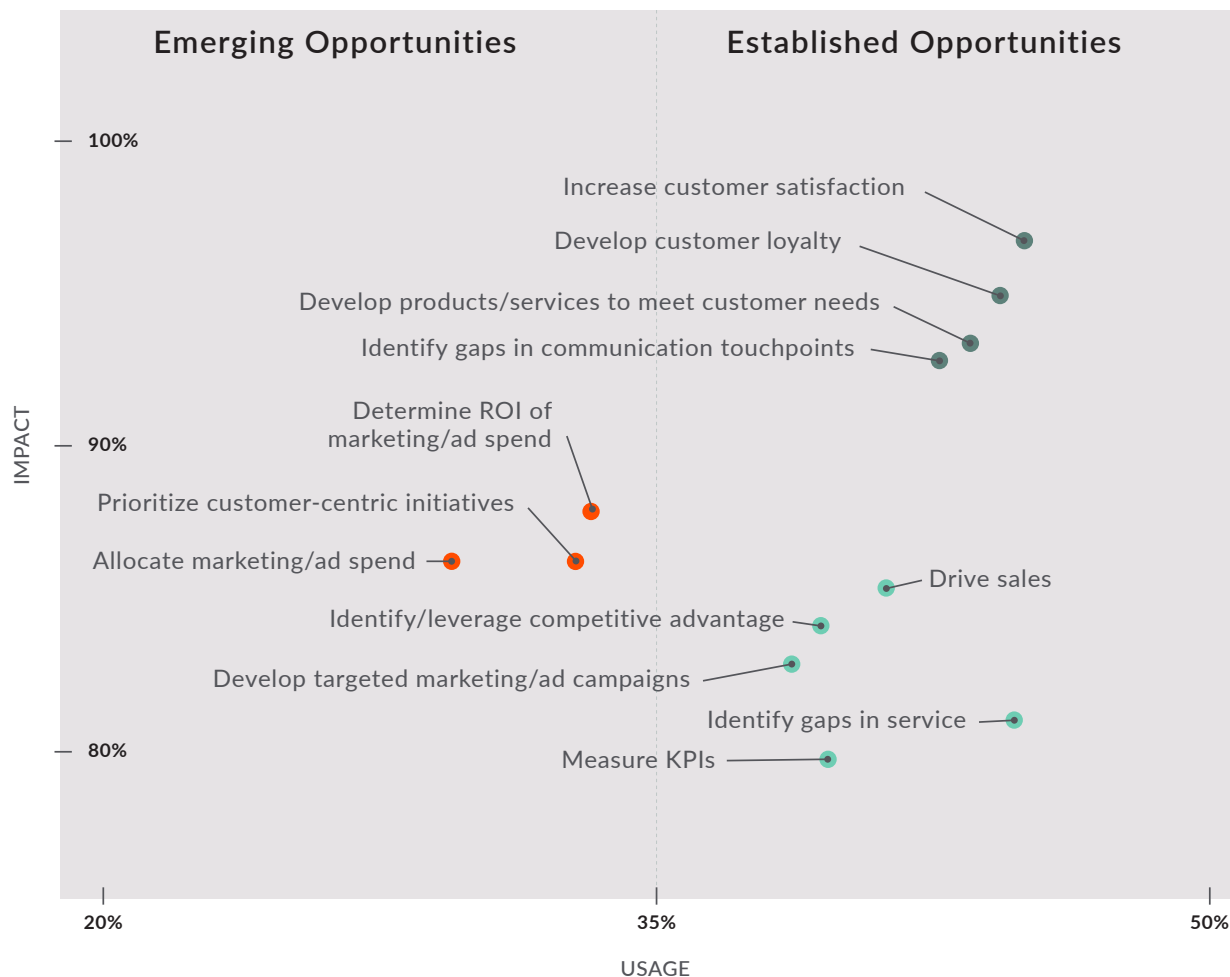 Emerging Opportunities
Established Opportunities
100%
Increase customer satisfaction
Develop customer loyalty
Develop products/services to meet customer needs
Identify gaps in communication touchpoints
Determine ROI of
marketing/ad spend
90%
IMPACT
Prioritize customer-centric initiatives
Allocate marketing/ad spend
Drive sales
Identify/leverage competitive advantage
Develop targeted marketing/ad campaigns
Identify gaps in service
80%
Measure KPIs
20%
35%
50%
USAGE